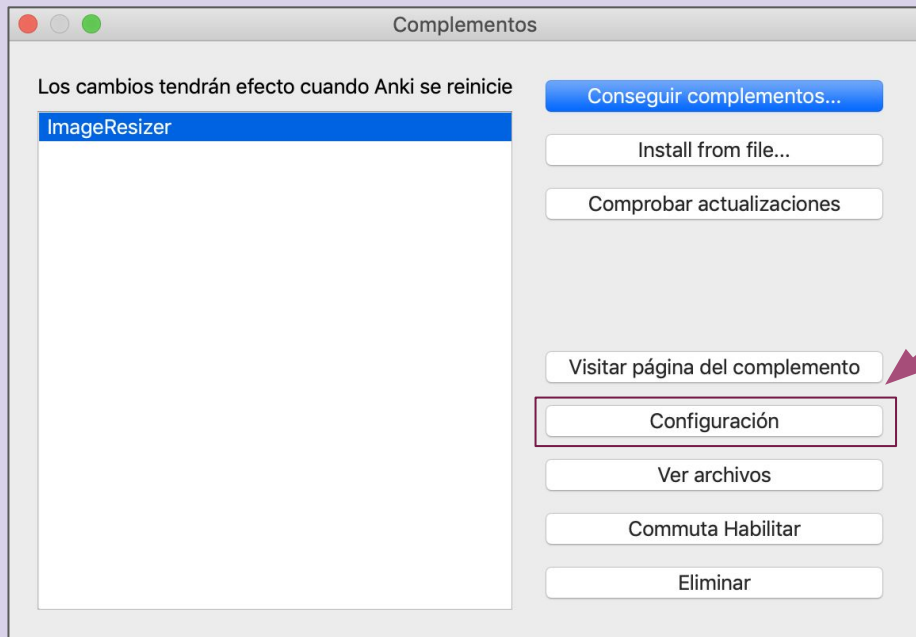 Complementos
Los cambios tendrán efecto cuando Anki se reinicie
ImageResizer
Conseguir complementos...
Install from file...
Comprobar actualizaciones
Visitar página del complemento
Configuración
Ver archivos
Commuta Habilitar
Eliminar